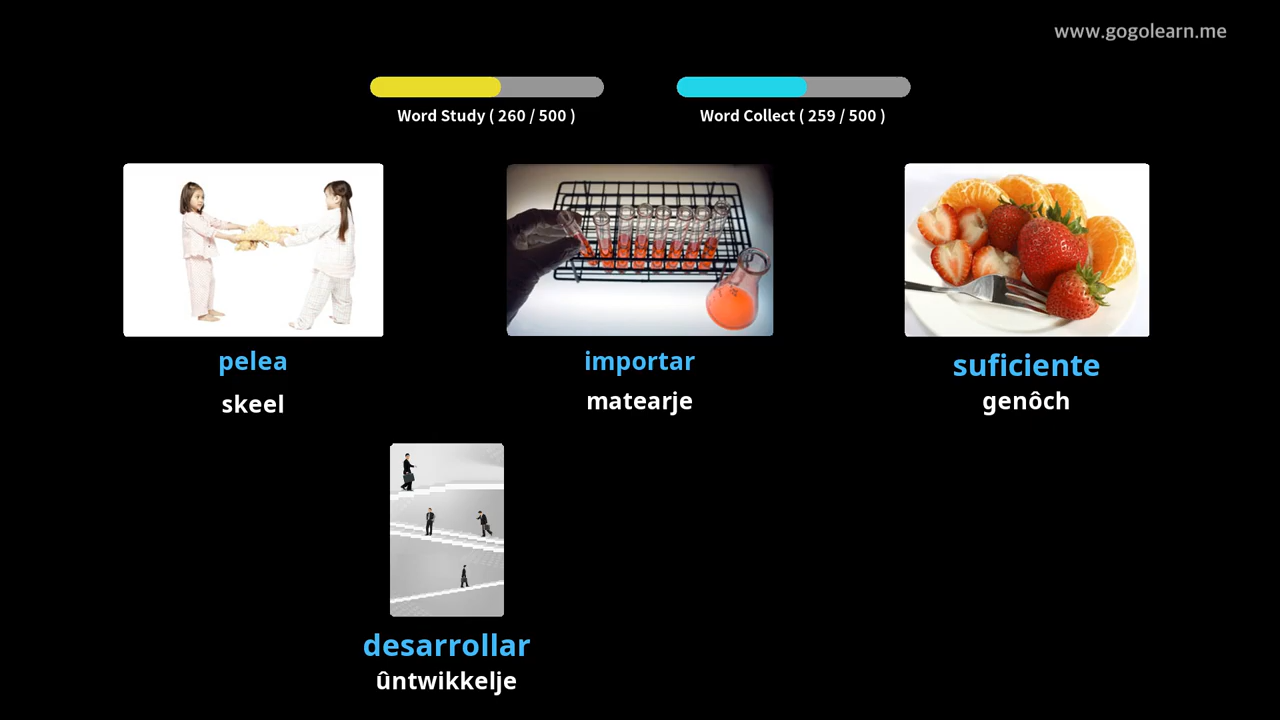 www.gogolearn.me
Word Study ( 260 / 500 )
Word Collect ( 259 / 500 )
pelea
skeel
importar
matearje
suficiente
genôch
desarrollar
ûntwikkelje